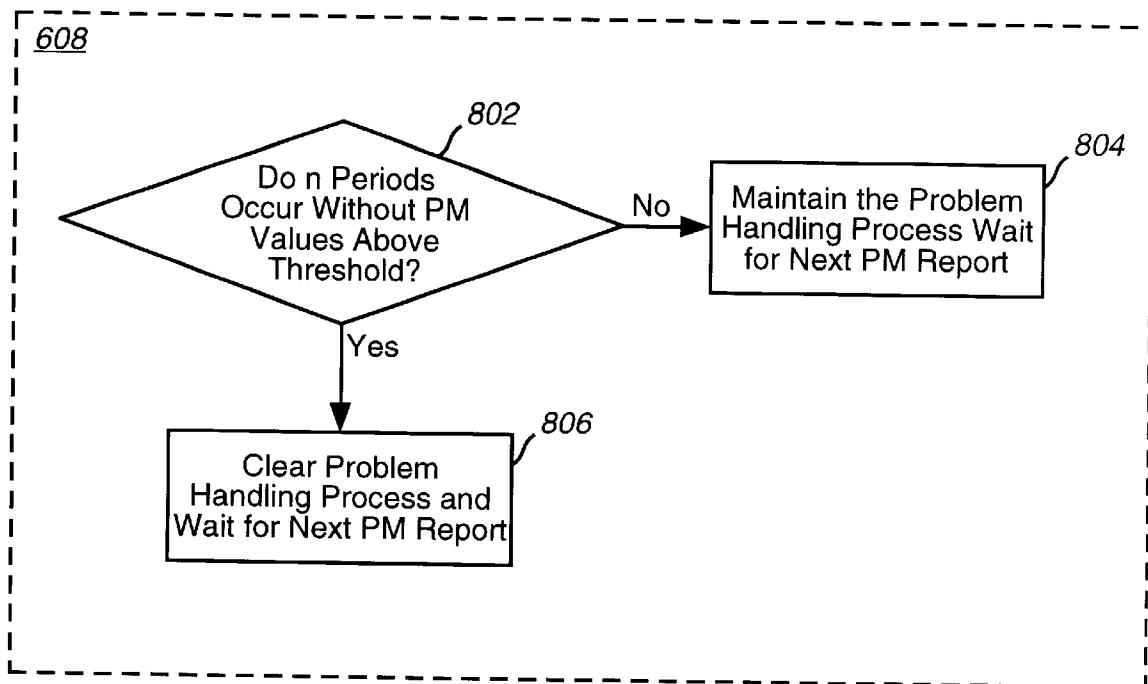 608
802
Do n Periods
Occur Without PM
Values Above
Threshold?
No
804
Maintain the Problem
Handling Process Wait
for Next PM Report
Yes
806
Clear Problem
Handling Process and
Wait for Next PM Report